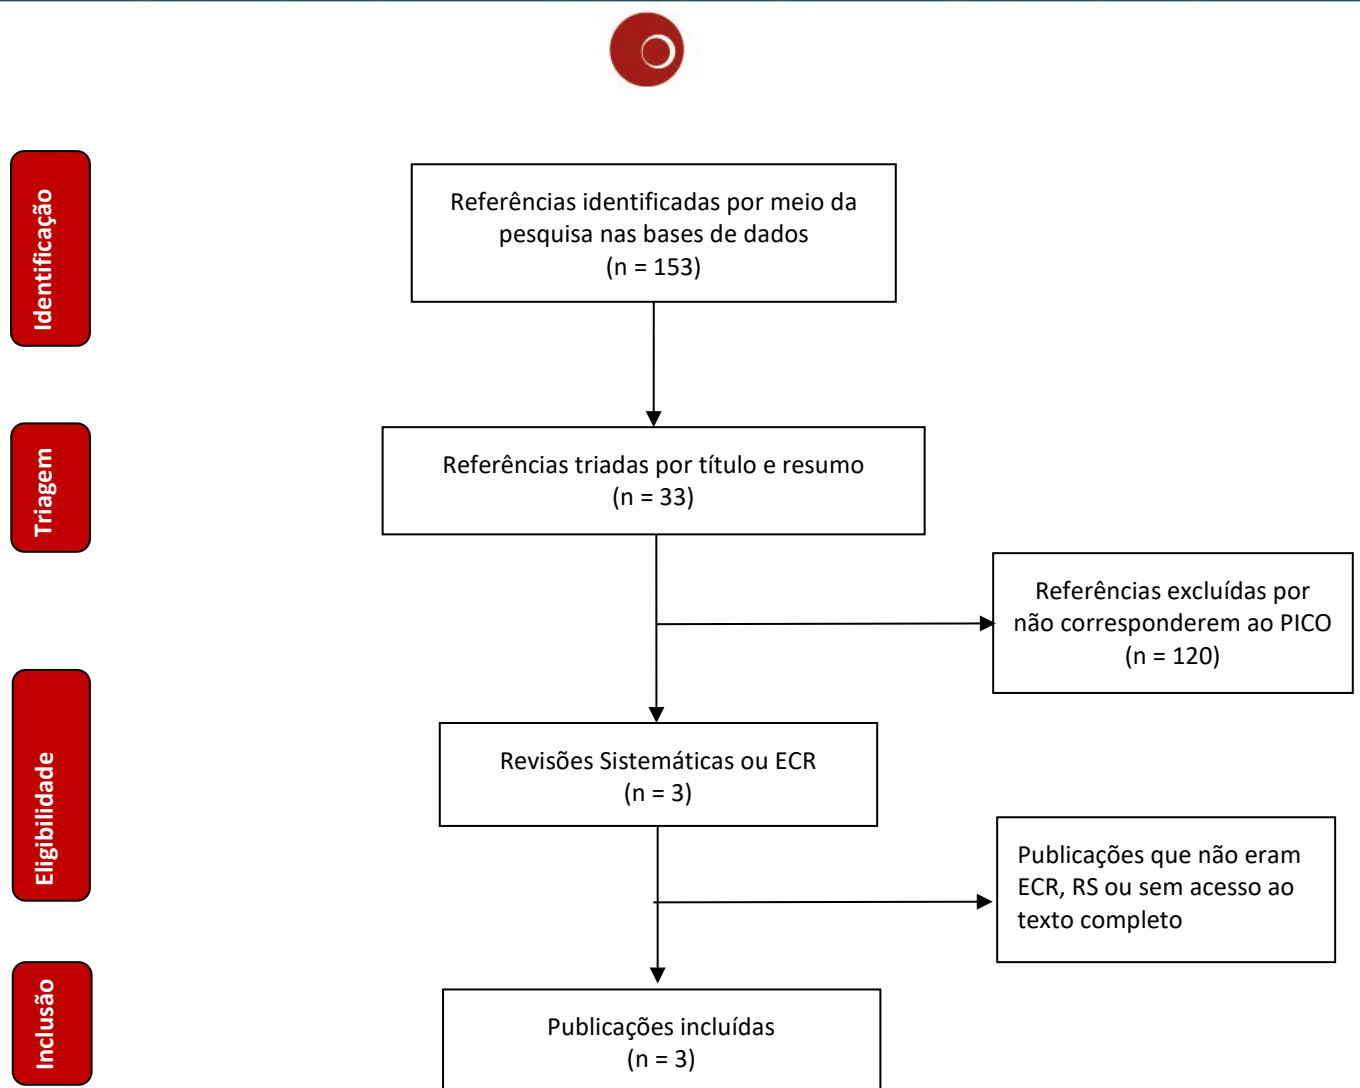 Identificação
Referências identificadas por meio da
pesquisa nas bases de dados
(n = 153)
Triagem
Referências triadas por título e resumo
(n = 33)
Referências excluídas por
não corresponderem ao PICO
(n = 120)
Eligibilidade
Revisões Sistemáticas ou ECR
(n = 3)
Publicações que não eram
ECR, RS ou sem acesso ao
texto completo
Inclusão
Publicações incluídas
(n = 3)